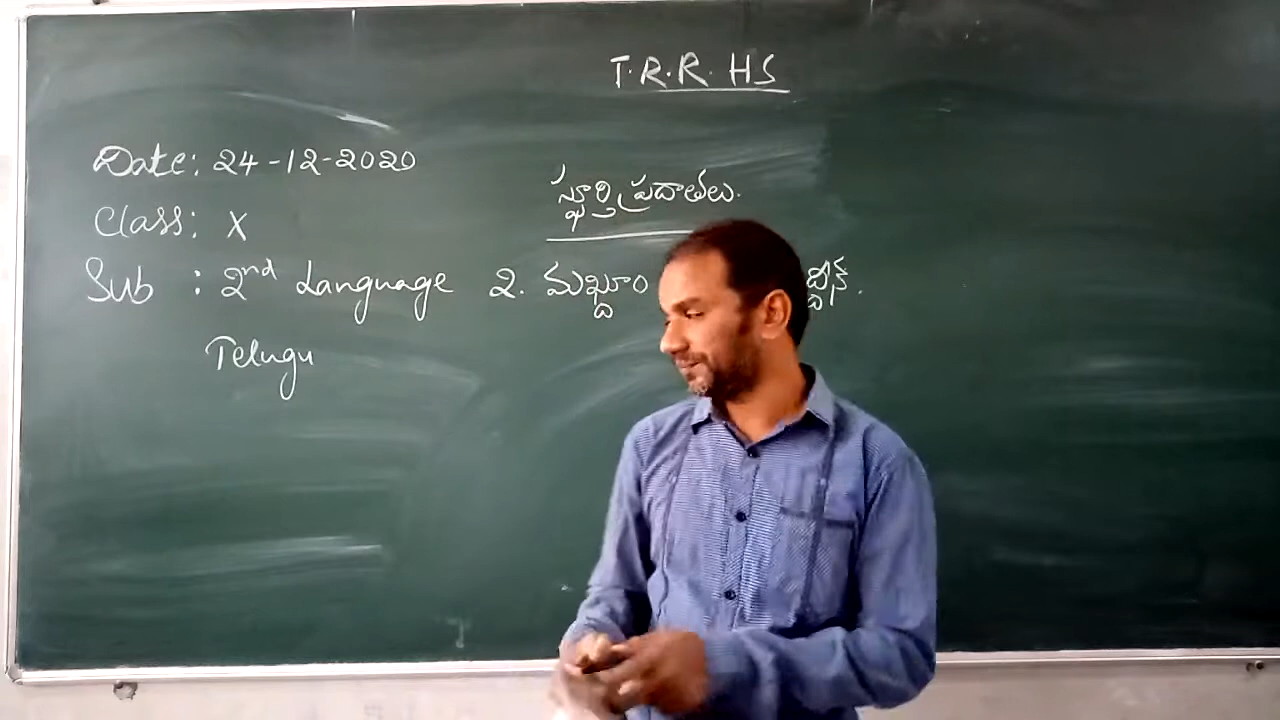 T.R.R. HS
Date: 24-12-2020
స్ఫూర్తి ప్రదాతలు.
Class: X
Sub : 2nd Language 2. మఖ్దూం
Telugu